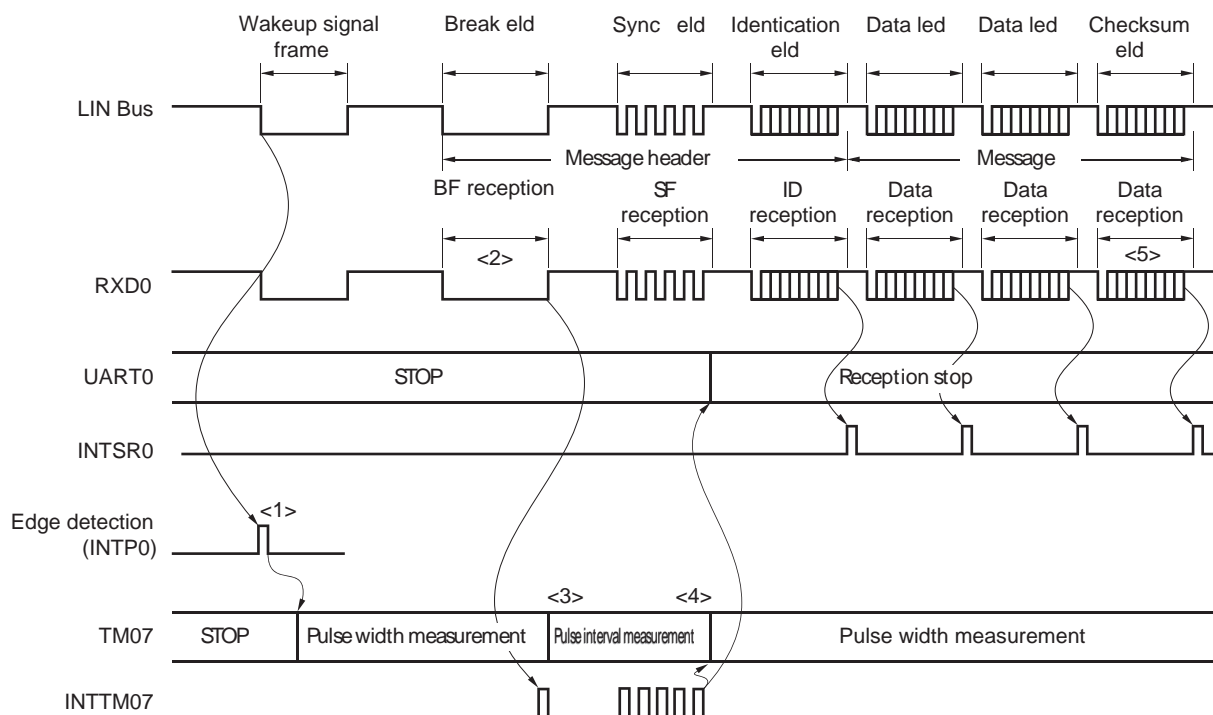 Wakeup signal
frame
Break eld
Sync eld
Identication
eld
Data led
Data led
Checksum
eld
LIN Bus
Message header
Message
BF reception
SF
reception
ID
reception
Data
reception
Data
reception
Data
reception
<2>
<5>
RXD0
UART0
STOP
Reception stop
INTSR0
Edge detection
(INTP0)
<1>
<3>
<4>
TM07
STOP
Pulse width measurement
Pulse interval measurement
Pulse width measurement
INTTM07